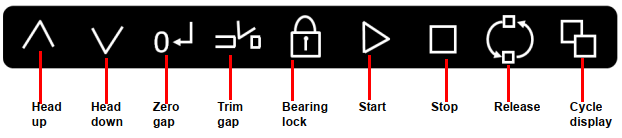 0
Head up
Head down
Zero gap
Trim gap
Bearing lock
Start
Stop
Release
Cycle display